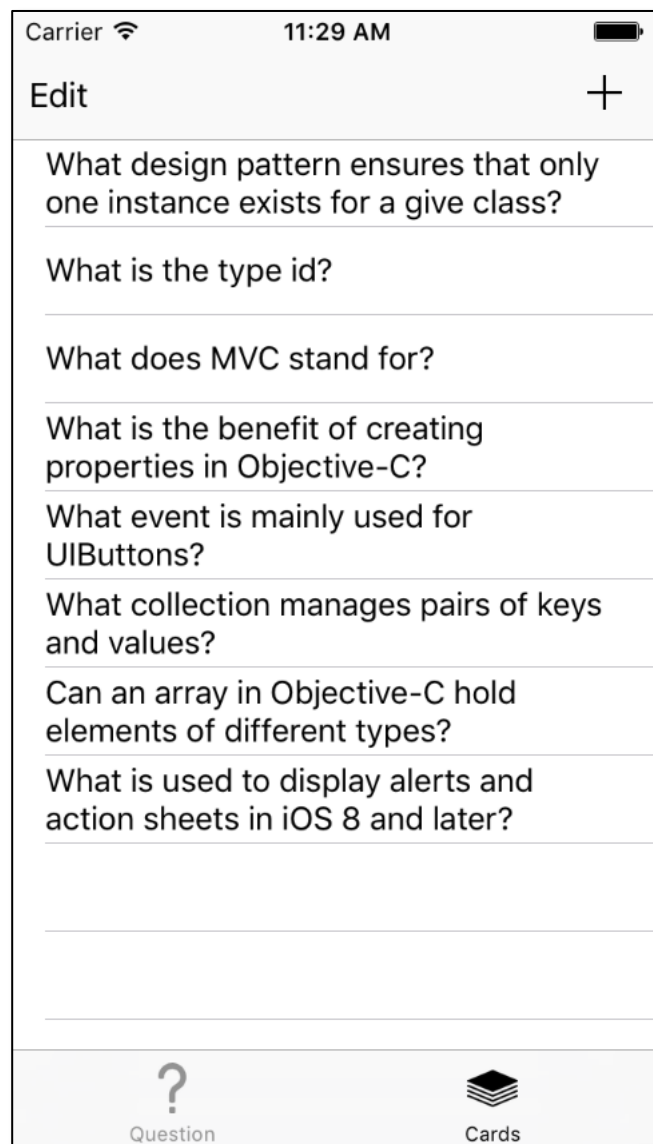 Carrier 11:29 AM
Edit +
What design pattern ensures that only
one instance exists for a give class?
What is the type id?
What does MVC stand for?
What is the benefit of creating
properties in Objective-C?
What event is mainly used for
UIButtons?
What collection manages pairs of keys
and values?
Can an array in Objective-C hold
elements of different types?
What is used to display alerts and
action sheets in iOS 8 and later?
?
Question Cards